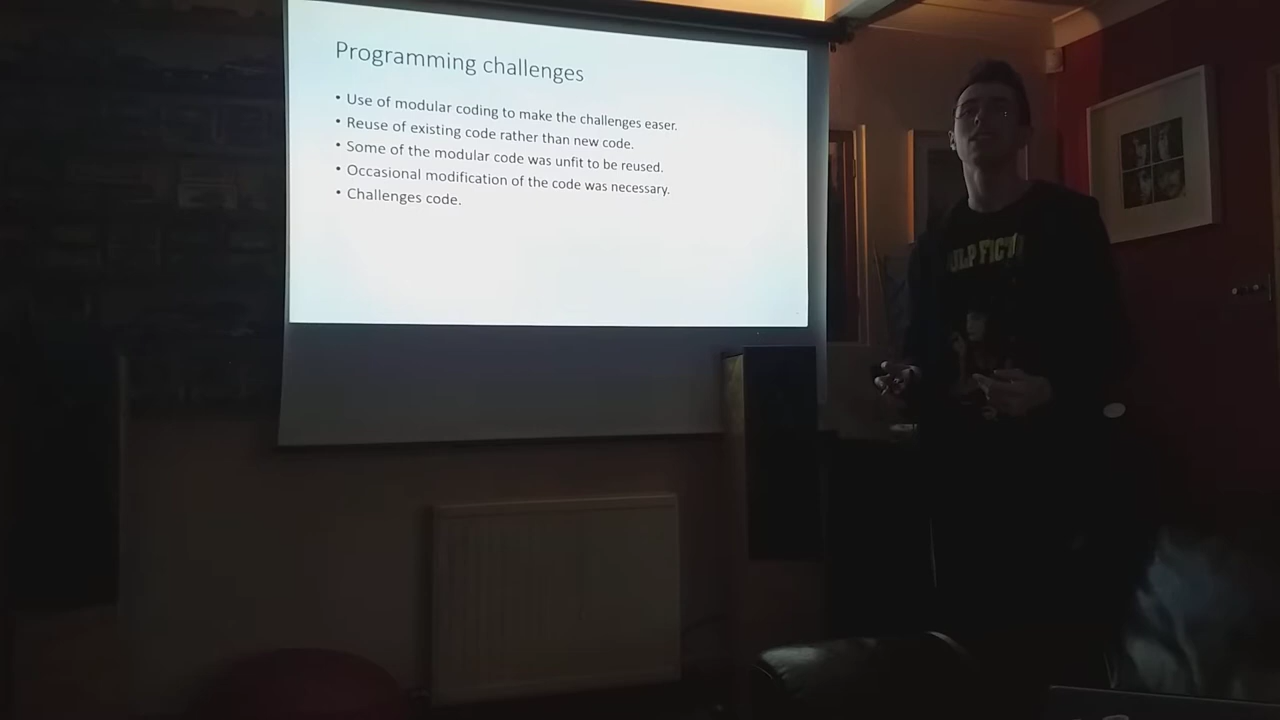 Programming challenges
• Use of modular coding to make the challenges easer.
• Reuse of existing code rather than new code.
• Some of the modular code was unfit to be reused.
• Occasional modification of the code was necessary.
• Challenges code.
ULP FICTI